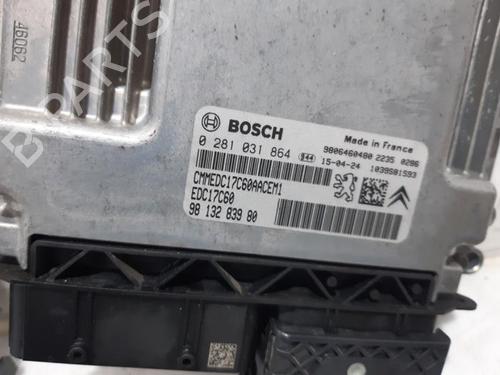 46062
B-PARTS
BOSCH
0 281 031 864
CMMEDC17C60AACEM1
EDC17C60
98 132 839 80
Made in France
9806460480 2235 0286
15-04-24 1039S81593